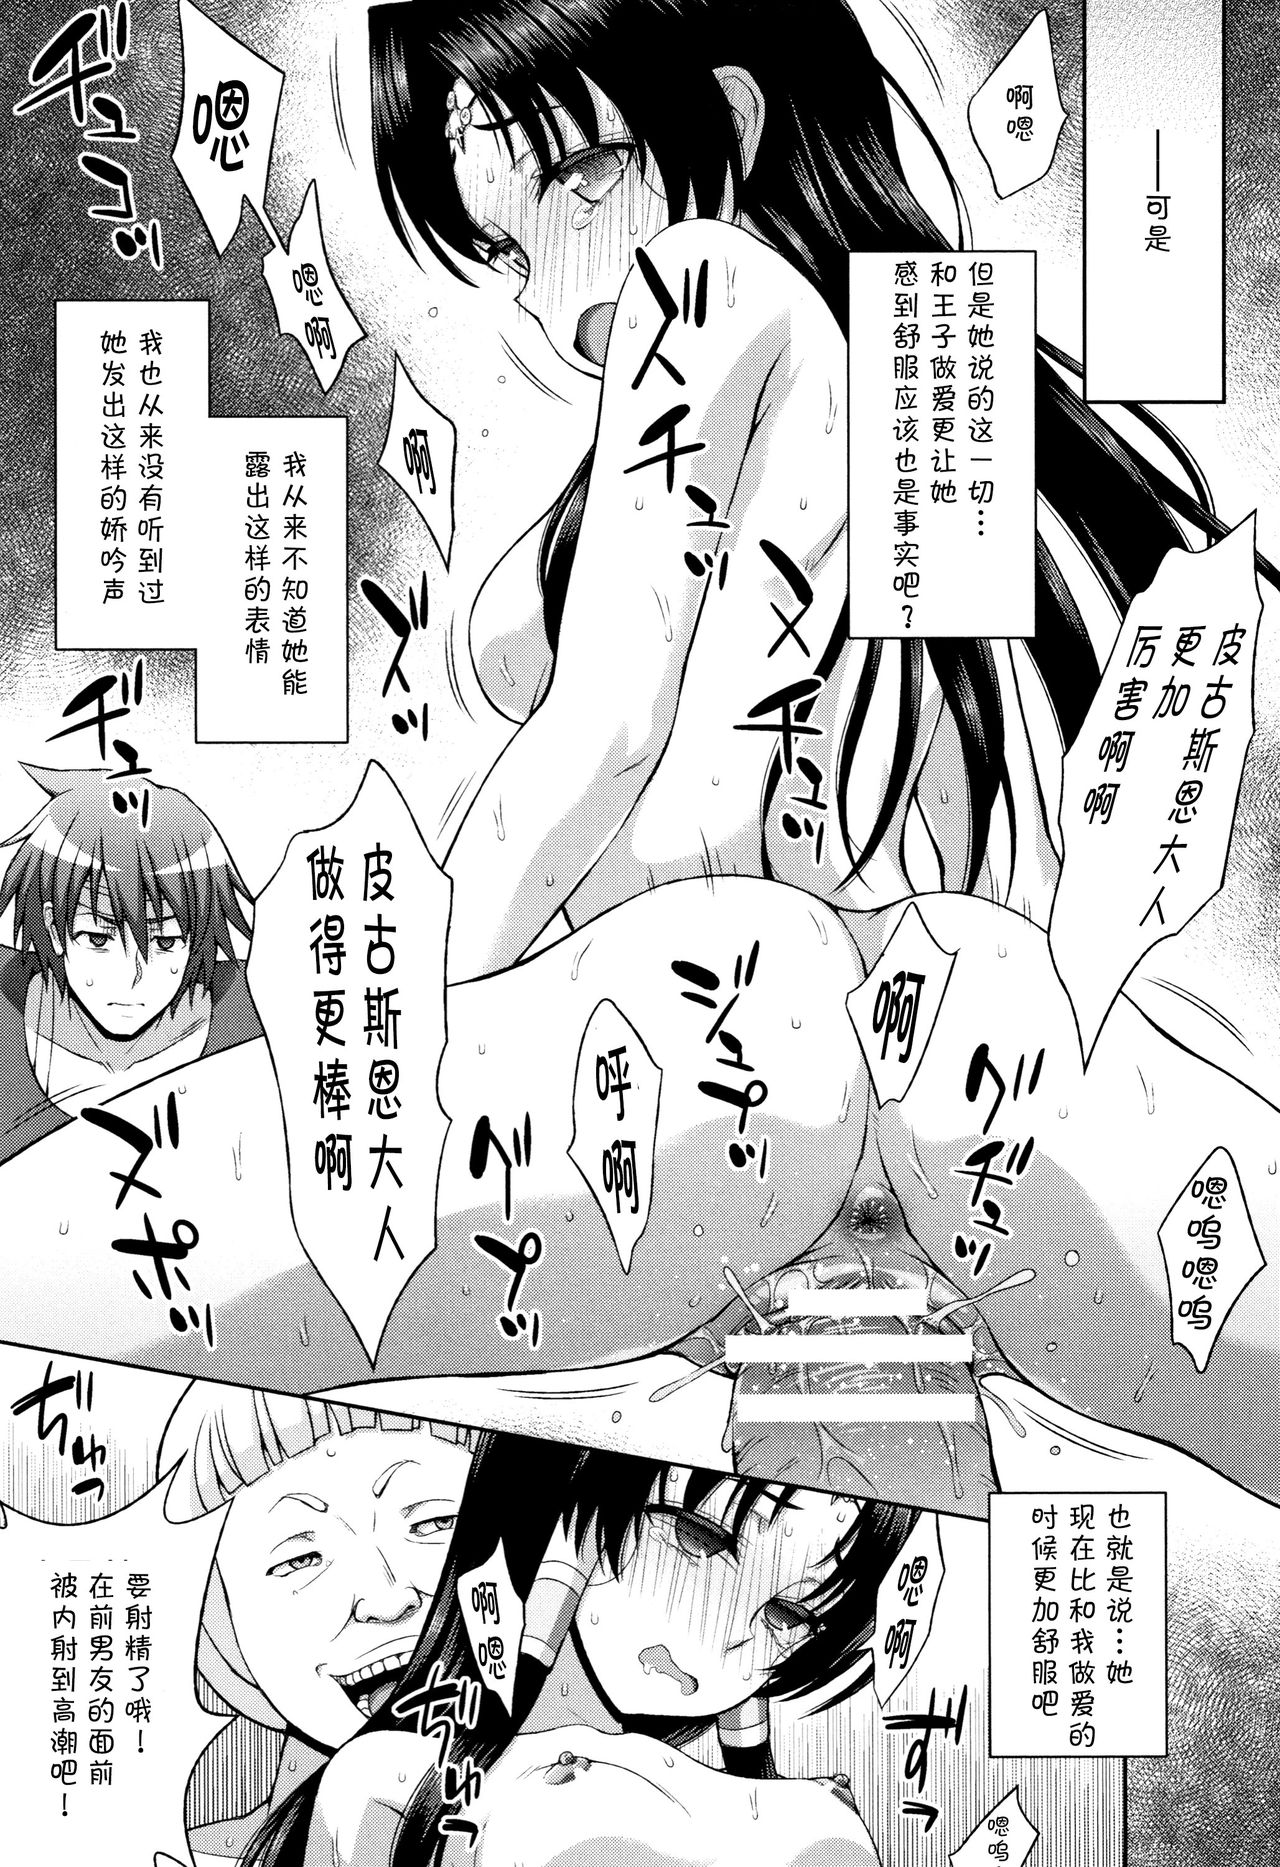 ——可是
啊嗯
但是她说的这一切…
和王子做爱更让她
感到舒服应该也是事实吧？
嗯
嗯啊
啊
我从来不知道她能
露出这样的表情
我也从来没有听到过
她发出这样的娇吟声
皮古斯恩大人
更加
厉害啊啊
皮古斯恩大人
做得更棒啊
啊
呼啊
嗯呜嗯呜
ギチュコッ
ズチュッ
ズチュッ
ヌギチュッ
ギュッ
ジュプッ
グヂュッ
グッ
ヌポッ
ぢゅっ
也就是说…她
现在比和我做爱的
时候更加舒服吧
嗯啊
啊嗯
ぢゅっ
要射精了哦！
在前男友的面前
被内射到高潮吧！
嗯呜